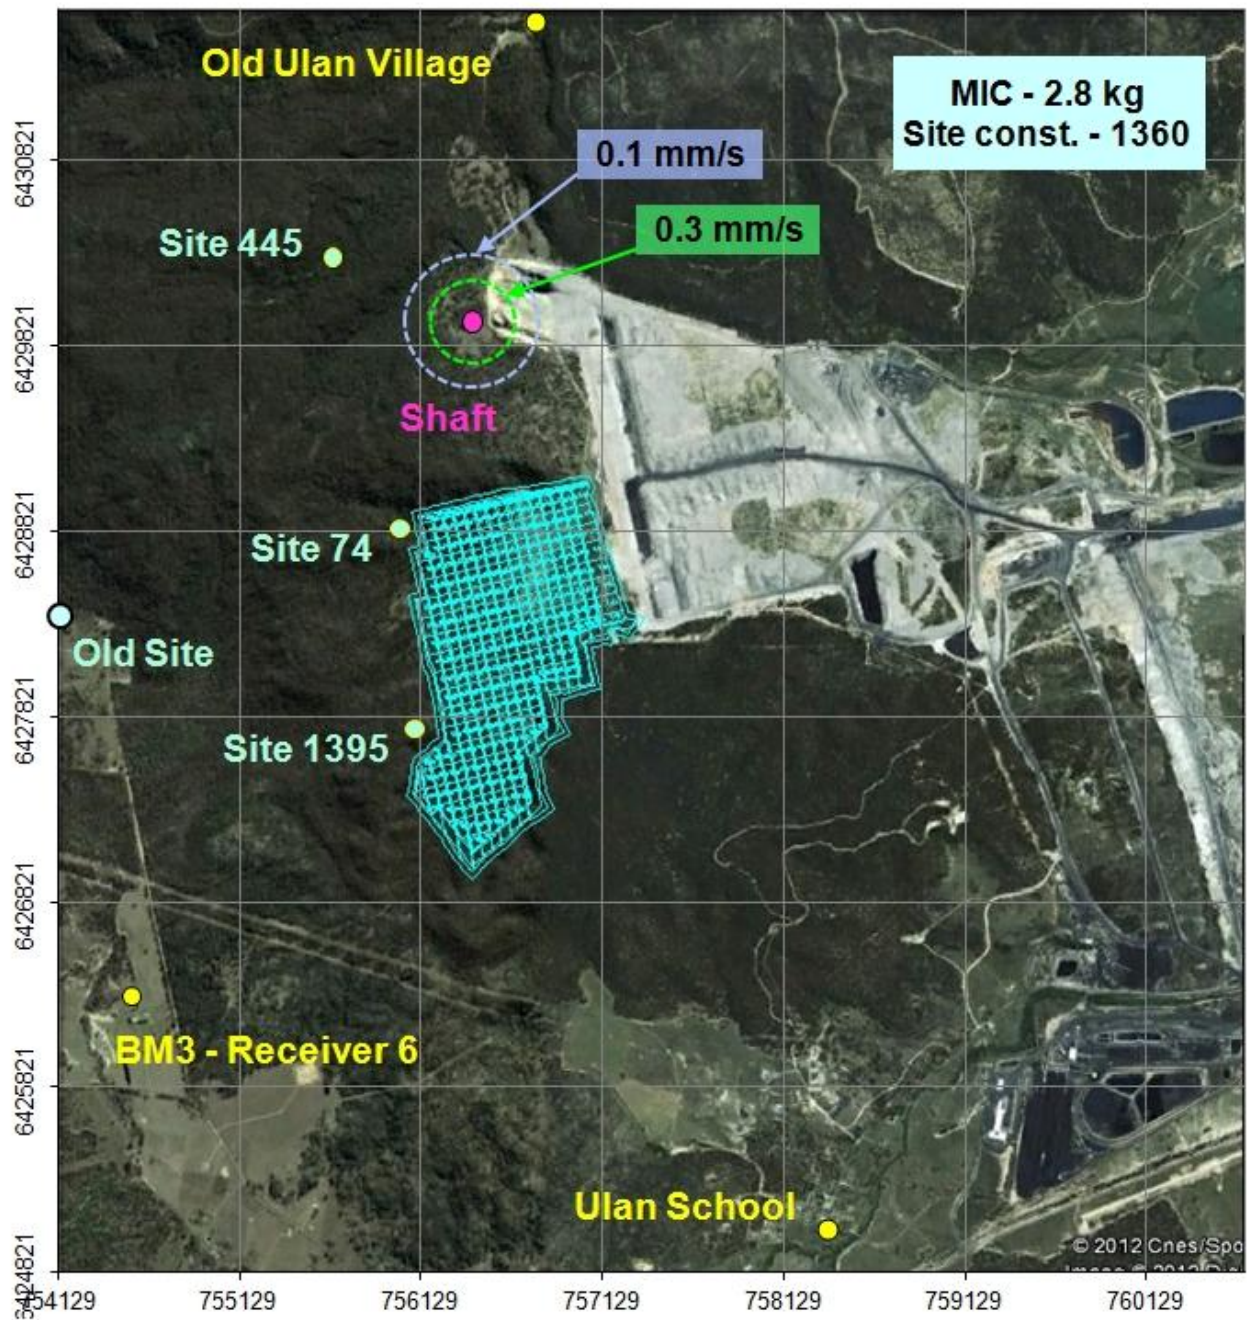 Old Ulan Village
MIC - 2.8 kg
Site const. - 1360
0.1 mm/s
0.3 mm/s
Site 445
Shaft
Site 74
Old Site
Site 1395
BM3 - Receiver 6
Ulan School
© 2012 Cnes/Spo
6430821
6429821
6428821
6427821
6426821
6425821
6424821
754129
755129
756129
757129
758129
759129
760129